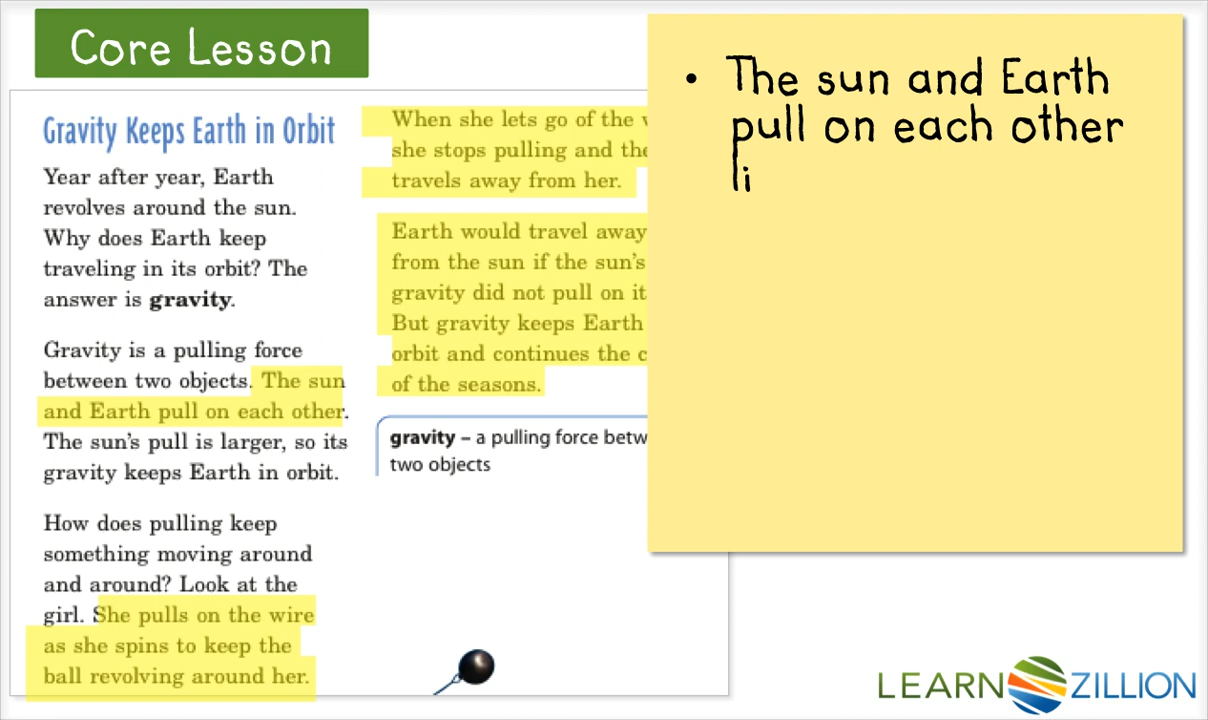 Core Lesson
Gravity Keeps Earth in Orbit
Year after year, Earth
revolves around the sun.
Why does Earth keep
traveling in its orbit? The
answer is gravity.
Gravity is a pulling force
between two objects. The sun
and Earth pull on each other.
The sun's pull is larger, so its
gravity keeps Earth in orbit.
How does pulling keep
something moving around
and around? Look at the
girl. She pulls on the wire
as she spins to keep the
ball revolving around her.
When she lets go of the
she stops pulling and
travels away from her.
Earth would travel away
from the sun if the sun's
gravity did not pull on it
But gravity keeps Earth
orbit and continues the
of the seasons.
gravity – a pulling force
two objects
• The sun and Earth
pull on each other
li
LEARNZILLION